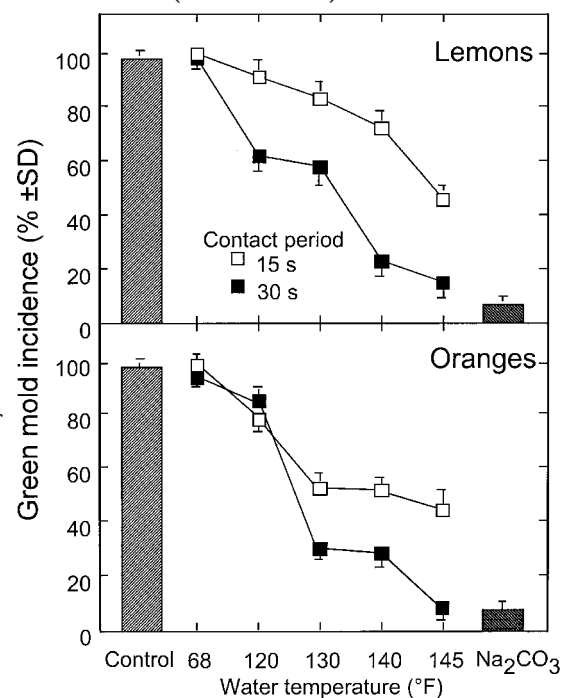 Lemons
100
80
60
40
20
0
Contact period
15 s
30 s
Green mold incidence (% ±SD)
Oranges
100
80
60
40
20
0
Control 68 120 130 140 145 Na2CO3
Water temperature (°F)